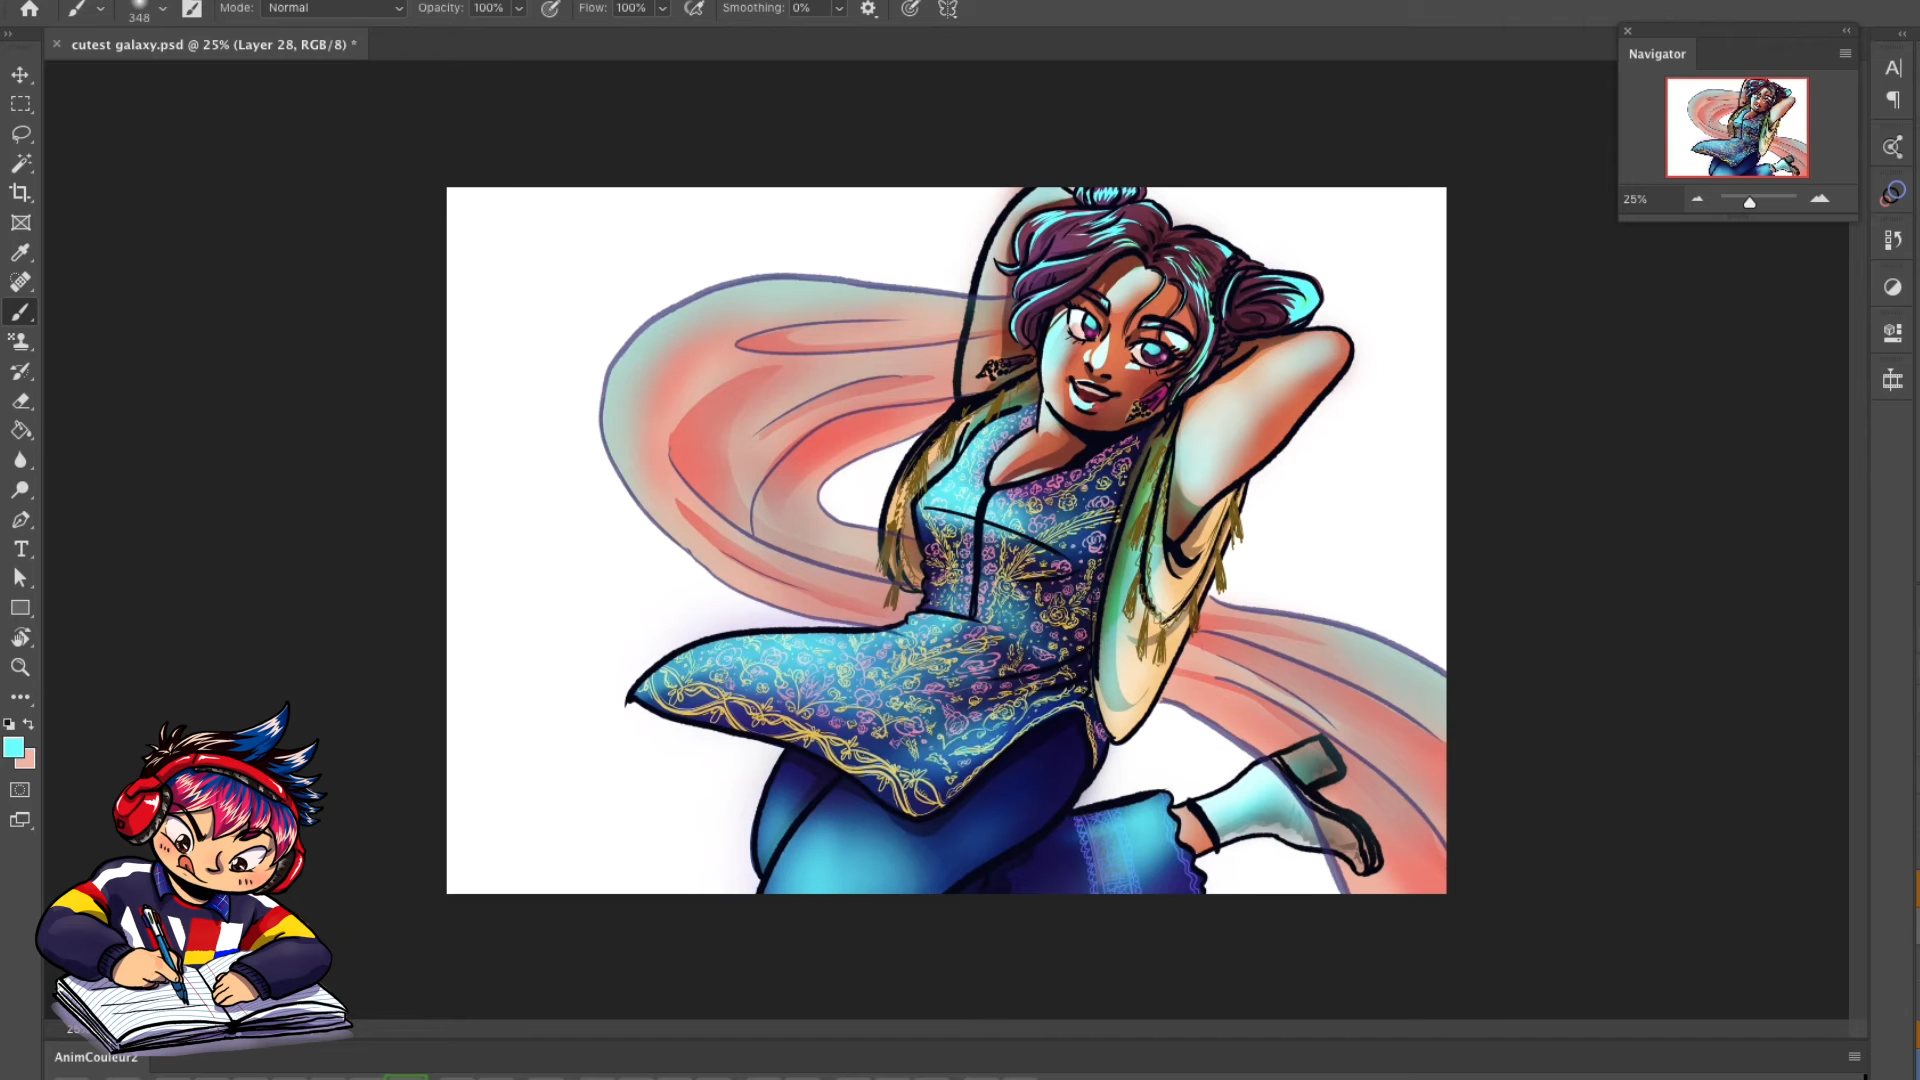 348
Mode: Normal
Opacity: 100%
Flow: 100%
Smoothing: 0%
cutest galaxy.psd @ 25% (Layer 28, RGB/8) *
Navigator
25%
AnimCouleur2